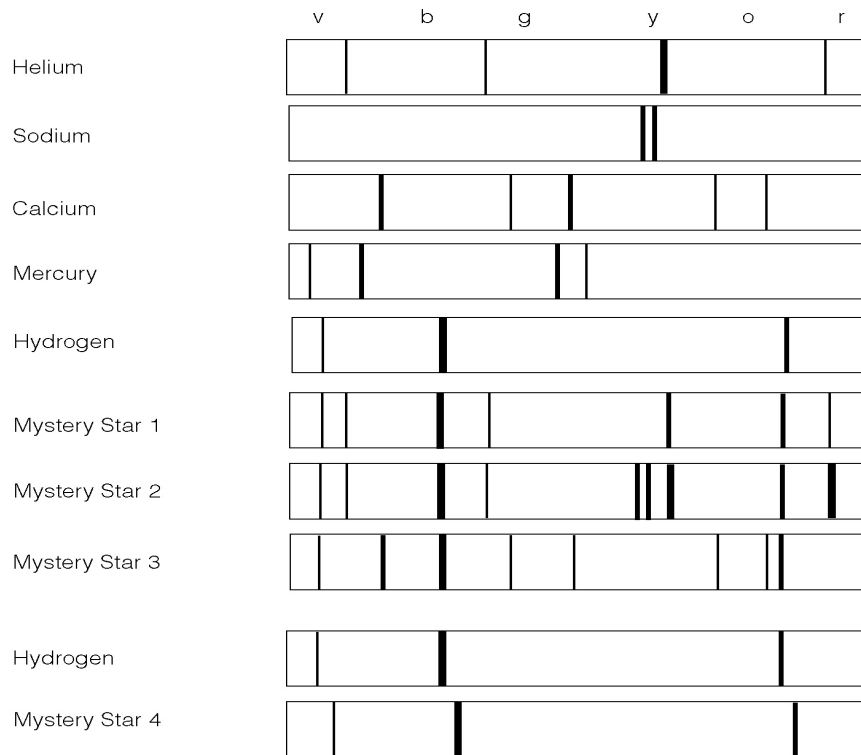 v b g y o r
Helium
Sodium
Calcium
Mercury
Hydrogen
Mystery Star 1
Mystery Star 2
Mystery Star 3
Hydrogen
Mystery Star 4